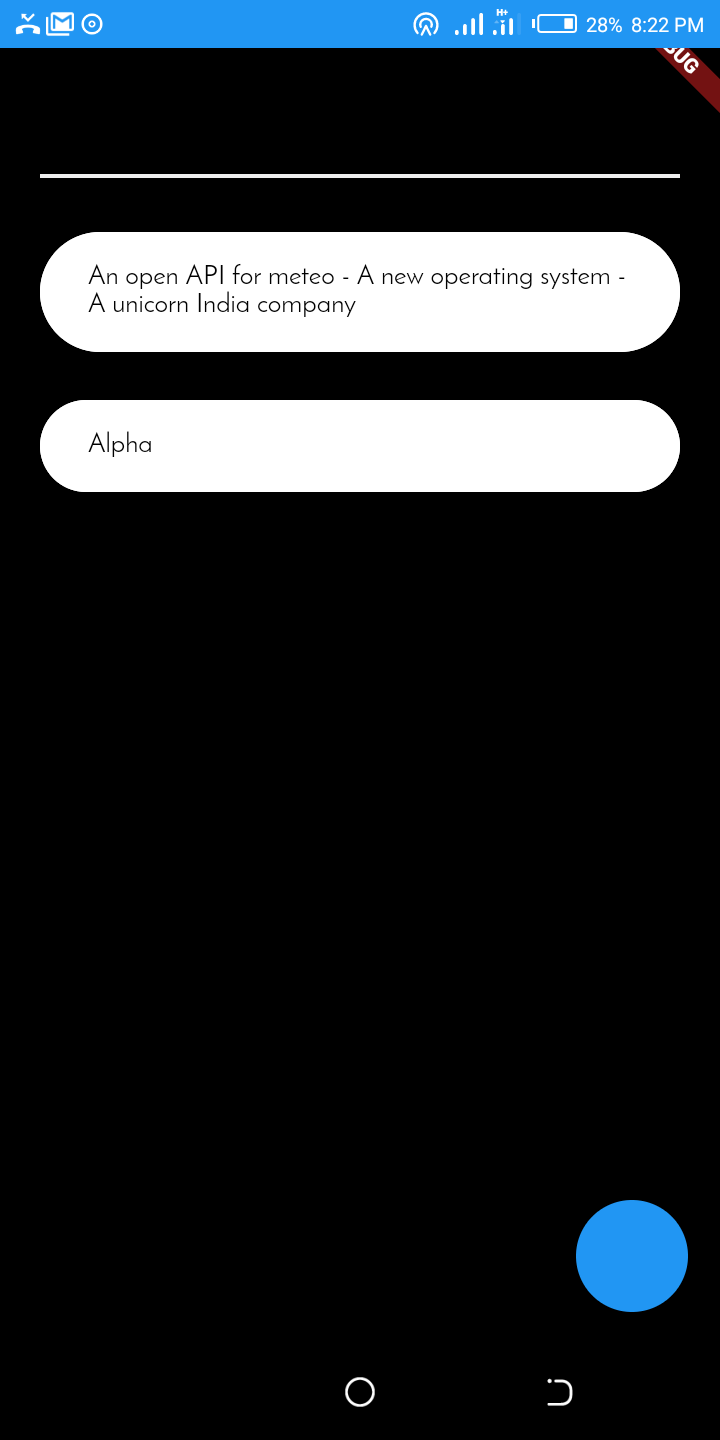 H+
28% 8:22 PM
BUG
An open API for meteo - A new operating system -
A unicorn India company
Alpha